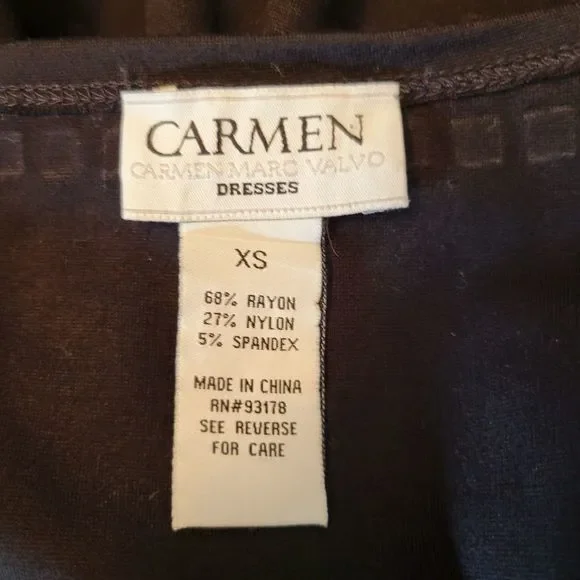 CARMEN
CARMEN MARC VALVO
DRESSES
XS
68% RAYON
27% NYLON
5% SPANDEX
MADE IN CHINA
RN#93178
SEE REVERSE
FOR CARE